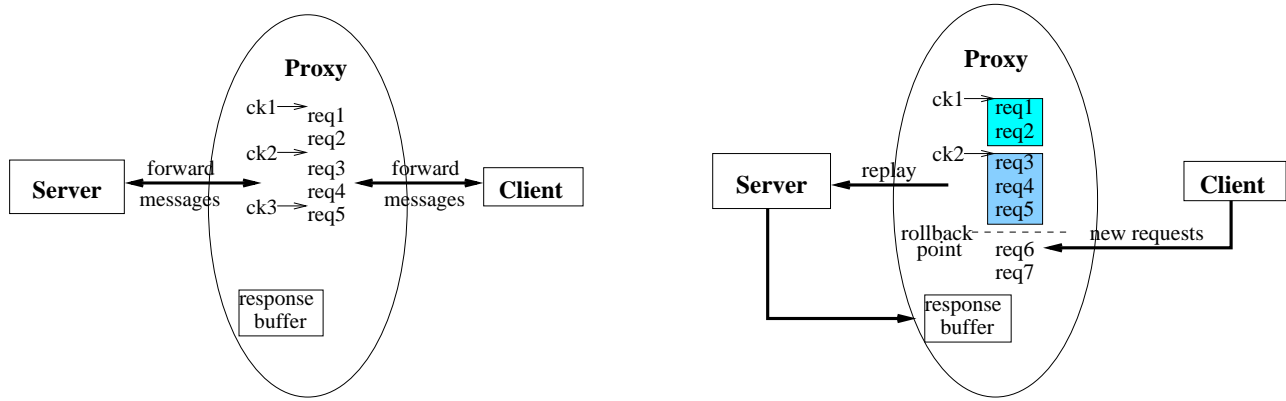 Proxy
ck1
req1
req2
ck2
req3
req4
ck3
req5
Server
forward
messages
forward
messages
Client
response
buffer
Proxy
ck1
req1
req2
ck2
req3
req4
req5
Server
replay
Client
rollback
point
new requests
req6
req7
response
buffer